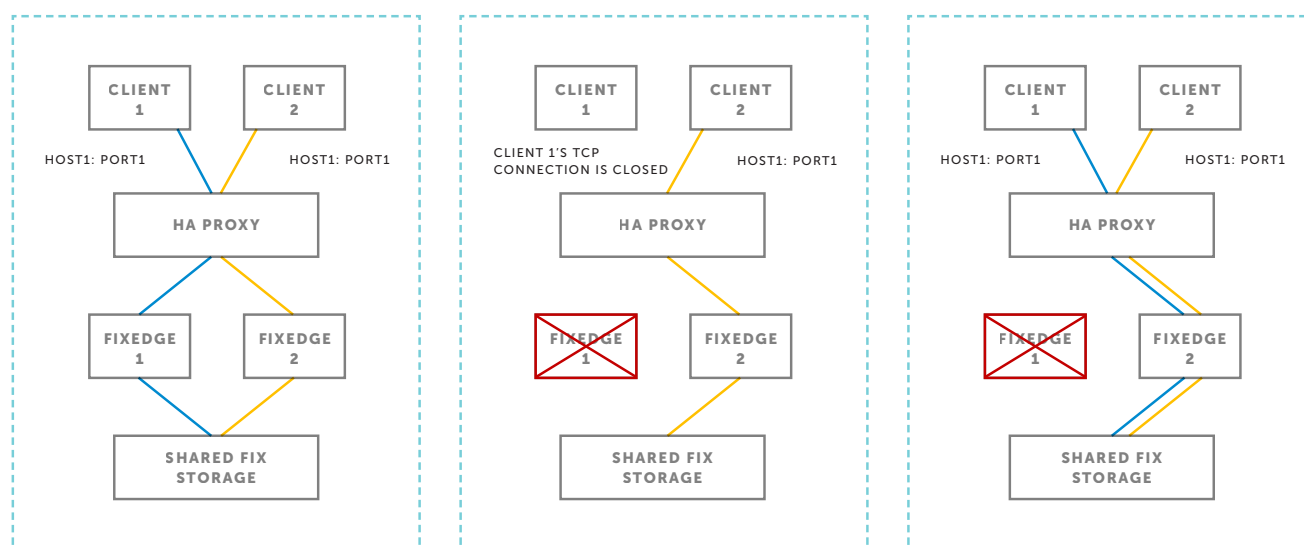 CLIENT
1
CLIENT
2
HOST1: PORT1
HOST1: PORT1
HA PROXY
FIXEDGE
1
FIXEDGE
2
SHARED FIX
STORAGE
CLIENT
1
CLIENT
2
CLIENT 1'S TCP
CONNECTION IS CLOSED
HOST1: PORT1
HA PROXY
FIXEDGE
1
FIXEDGE
2
SHARED FIX
STORAGE
CLIENT
1
CLIENT
2
HOST1: PORT1
HOST1: PORT1
HA PROXY
FIXEDGE
1
FIXEDGE
2
SHARED FIX
STORAGE